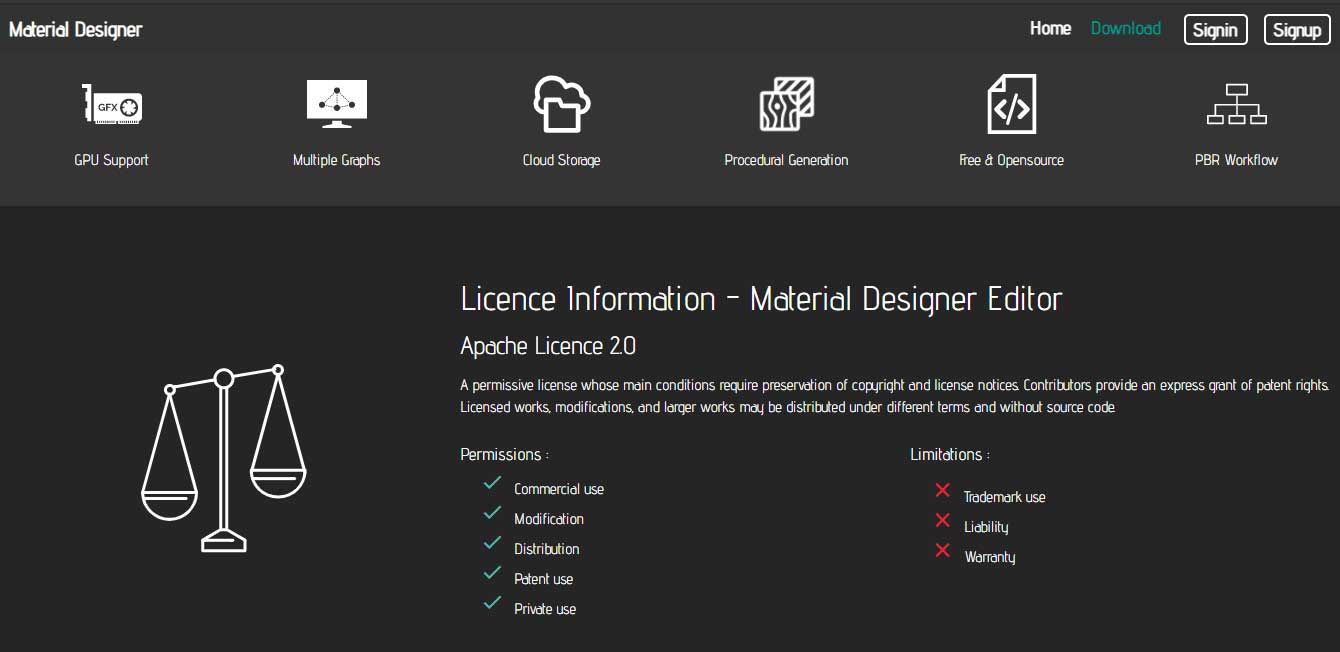 Material Designer
Home Download Signin Signup
GFX
GPU Support
Multiple Graphs
Cloud Storage
Procedural Generation
Free & Opensource
PBR Workflow
Licence Information - Material Designer Editor
Apache Licence 2.0
A permissive license whose main conditions require preservation of copyright and license notices. Contributors provide an express grant of patent rights.
Licensed works, modifications, and larger works may be distributed under different terms and without source code.
Permissions :
Commercial use
Modification
Distribution
Patent use
Private use
Limitations :
Trademark use
Liability
Warranty